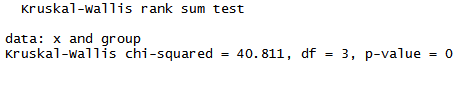 Kruskal-Wallis rank sum test
data: x and group
Kruskal-Wallis chi-squared = 40.811, df = 3, p-value = 0